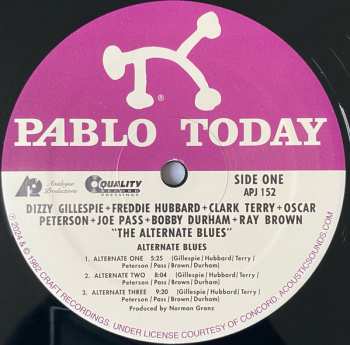 ®
PABLO TODAY
Analogue Productions
QUALITY RECORD PRESSINGS
SIDE ONE
APJ 152
DIZZY GILLESPIE+FREDDIE HUBBARD+CLARK TERRY+OSCAR
PETERSON+JOE PASS+BOBBY DURHAM+RAY BROWN
"THE ALTERNATE BLUES"
ALTERNATE BLUES
1. ALTERNATE ONE 5:25 (Gillespie/Hubbard/Terry/
Peterson/Pass/Brown/Durham)
2. ALTERNATE TWO 8:04 (Gillespie/Hubbard/Terry/
Peterson/Pass/Brown/Durham)
3. ALTERNATE THREE 9:20 (Gillespie/Hubbard/Terry/
Peterson/Pass/Brown/Durham)
Produced by Norman Granz
℗ 2024 & © 1982 CRAFT RECORDINGS. UNDER LICENSE COURTESY OF CONCORD. ACOUSTICSOUNDS.COM